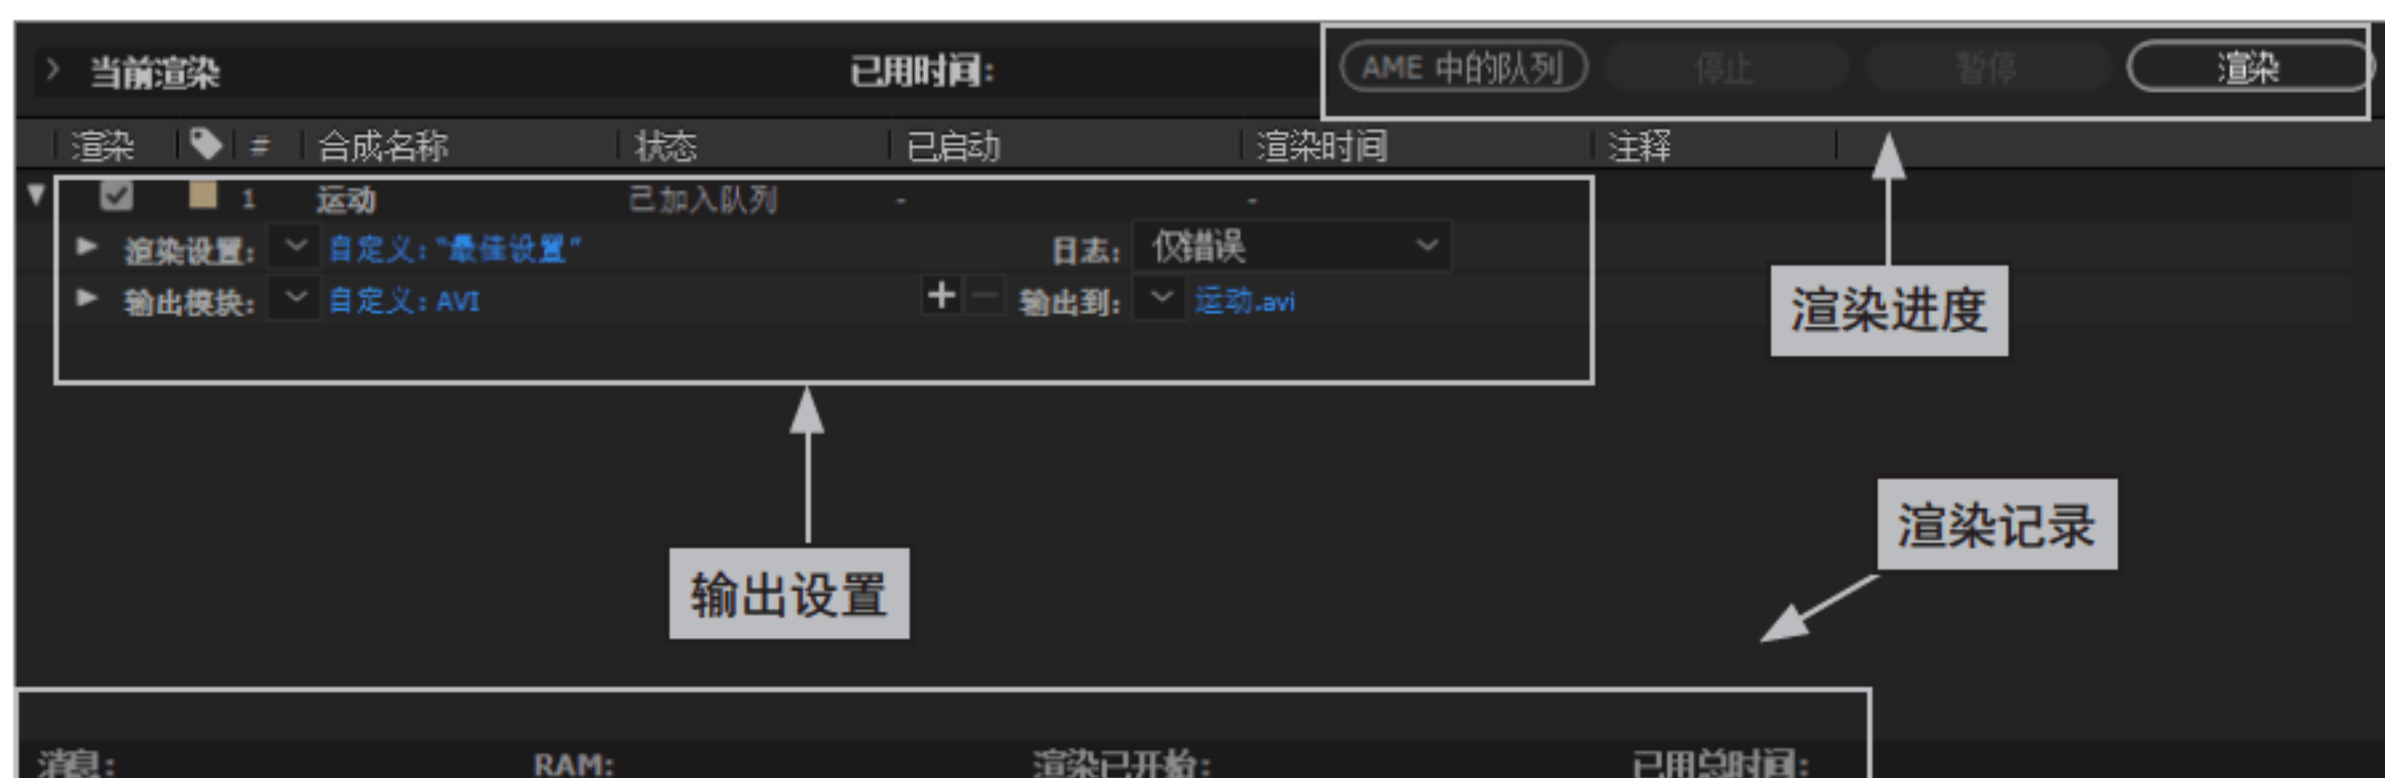 当前渲染 已用时间: AME 中的队列 停止 暂停 渲染
渲染 # 合成名称 状态 已启动 渲染时间 注释
1 运动 已加入队列 - -
渲染设置: 自定义: "最佳设置" 日志: 仅错误
输出模块: 自定义: AVI + - 输出到: 运动.avi
渲染进度
渲染记录
输出设置
消息: RAM: 渲染已开始: 已用总时间: